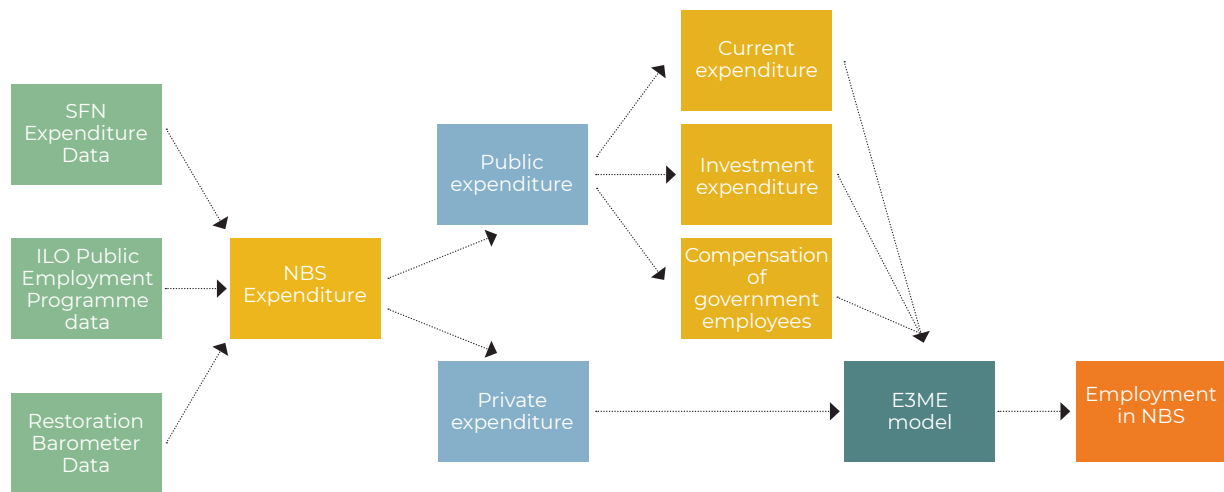 SFN
Expenditure
Data
ILO Public
Employment
Programme
data
Restoration
Barometer
Data
NBS
Expenditure
Public
expenditure
Private
expenditure
Current
expenditure
Investment
expenditure
Compensation
of
government
employees
E3ME
model
Employment
in NBS